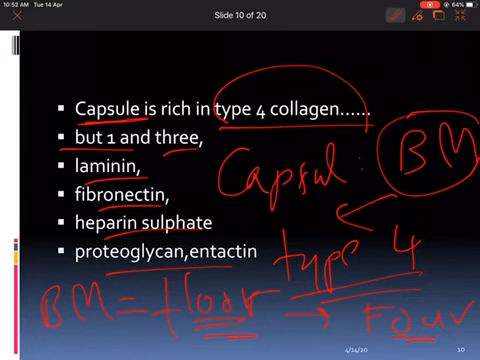 10:52 AM Tue 14 Apr
64%
Slide 10 of 20
Capsule is rich in type 4 collagen......
but 1 and three,
laminin,
fibronectin,
heparin sulphate
proteoglycan,entactin
Capsul : BM
type 4
BM = floor → Four
4/14/20
10